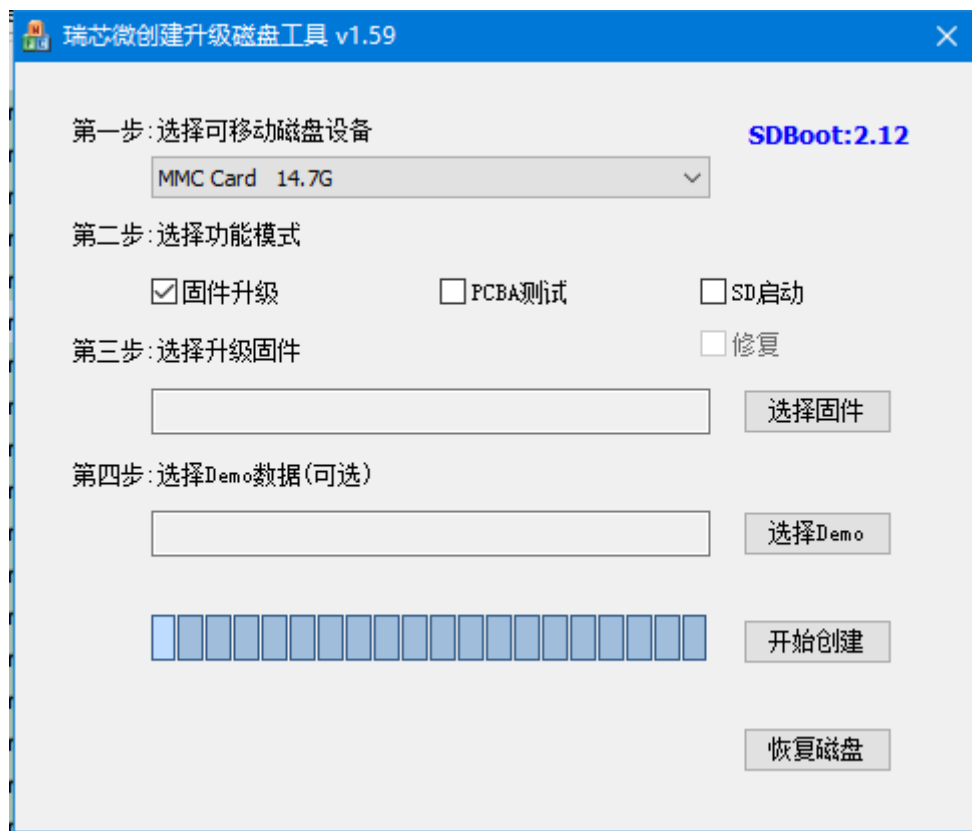 瑞芯微创建升级磁盘工具 v1.59
第一步:选择可移动磁盘设备
SDBoot:2.12
MMC Card 14.7G
第二步:选择功能模式
固件升级 PCBA测试 SD启动
第三步:选择升级固件 修复
选择固件
第四步:选择Demo数据(可选)
选择Demo
开始创建
恢复磁盘